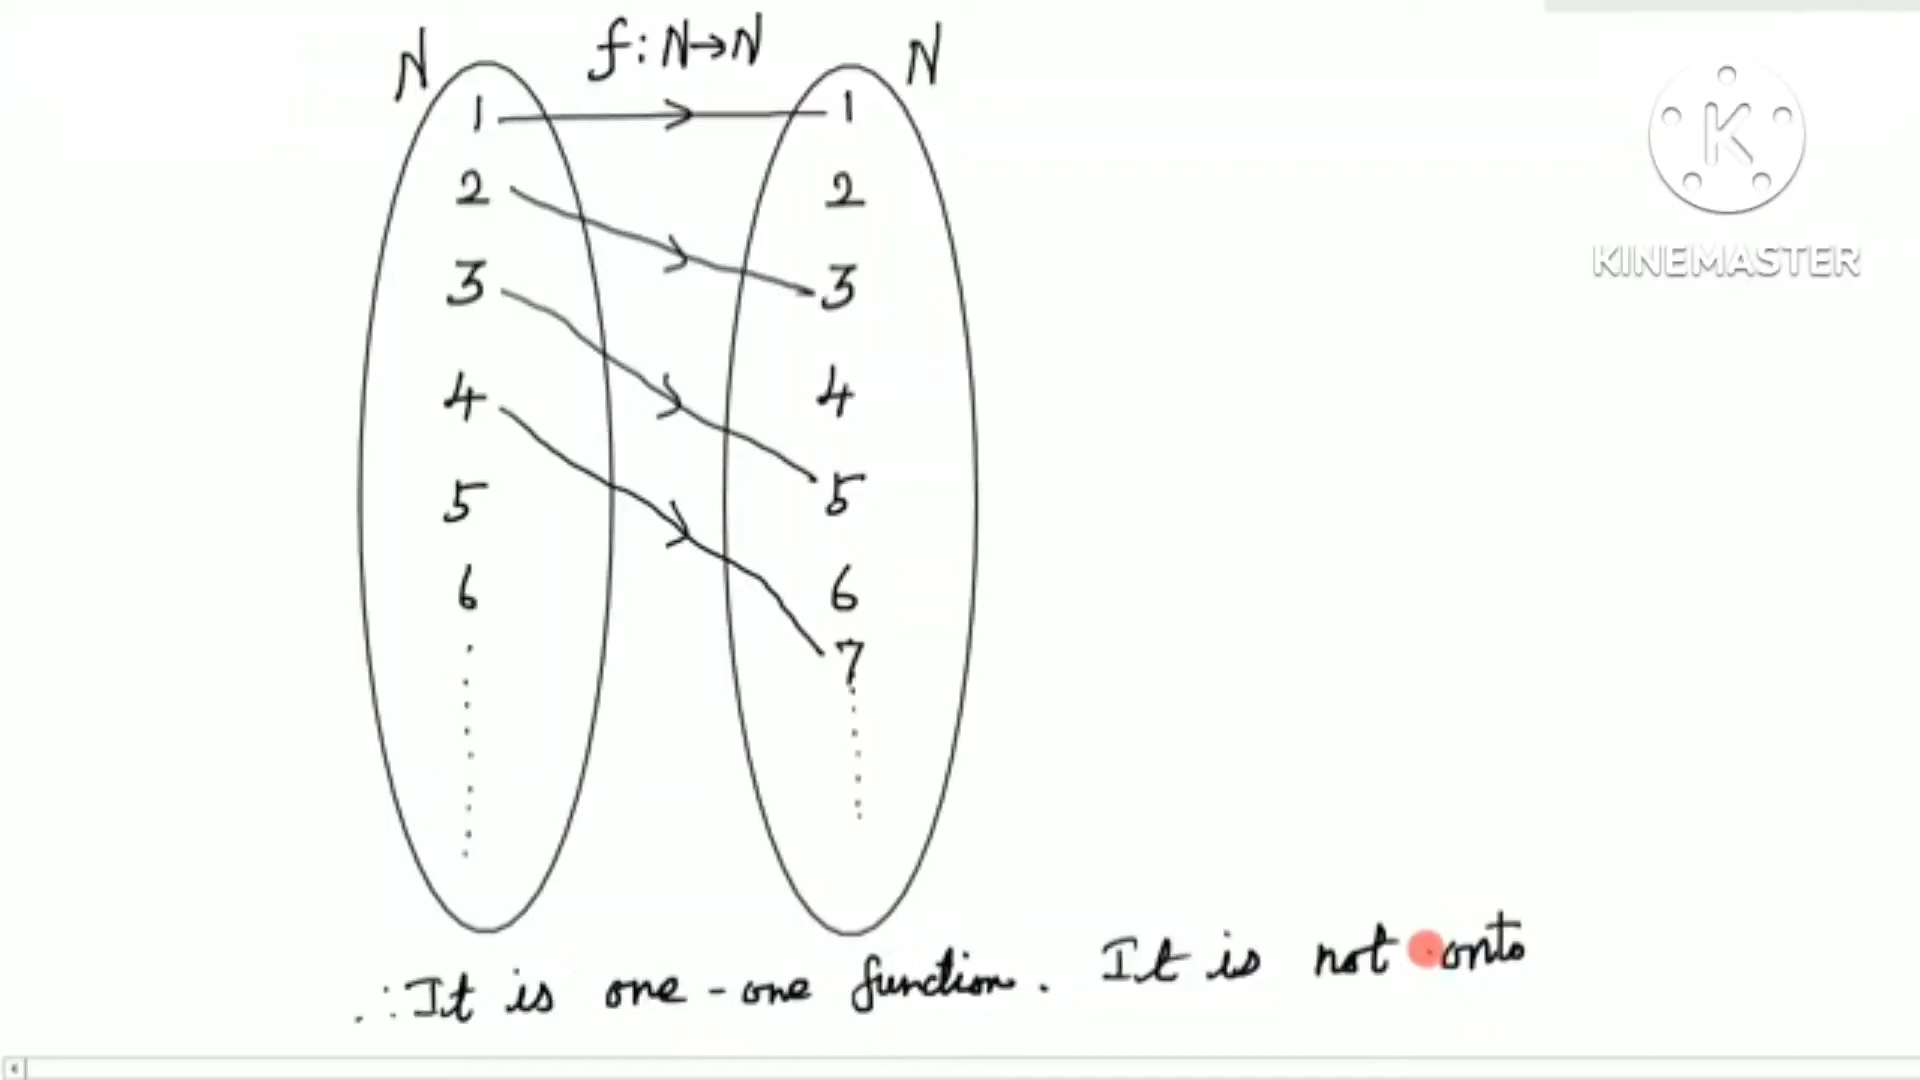 N f:N→N N
1 1
2 2
3 3
4 4
5 5
6 6
7
∴ It is one-one function. It is not onto
K
KINEMASTER